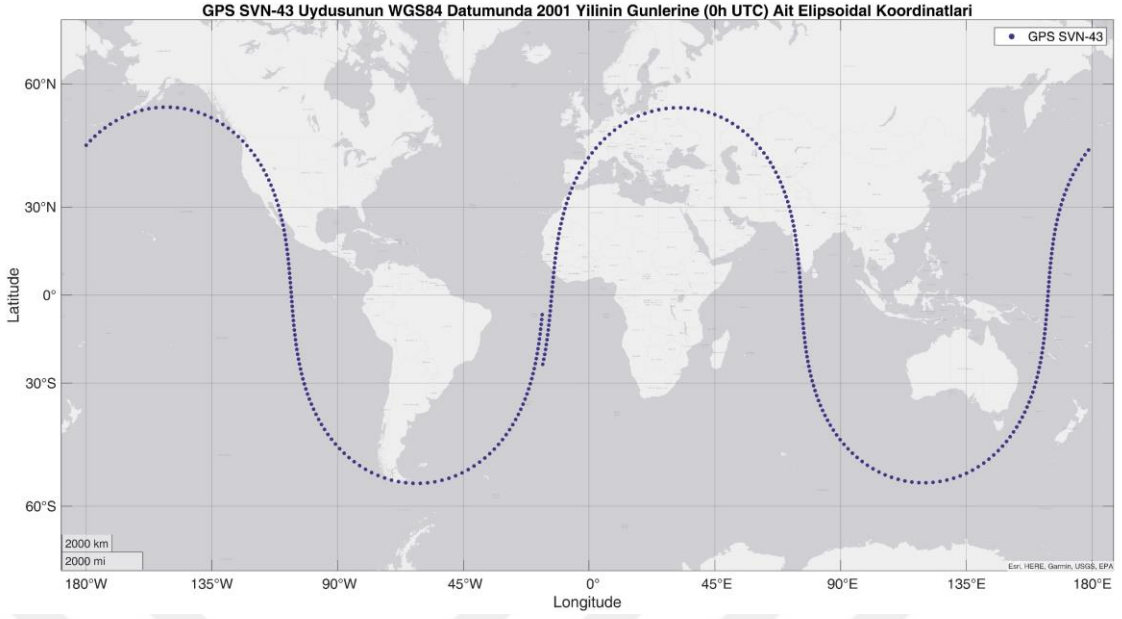 GPS SVN-43 Uydusunun WGS84 Datumunda 2001 Yilinin Gunlerine (0h UTC) Ait Elipsoidal Koordinatlari
GPS SVN-43
60°N
30°N
0°
30°S
60°S
Latitude
2000 km
2000 mi
Esri, HERE, Garmin, USGS, EPA
180°W
135°W
90°W
45°W
0°
45°E
90°E
135°E
180°E
Longitude